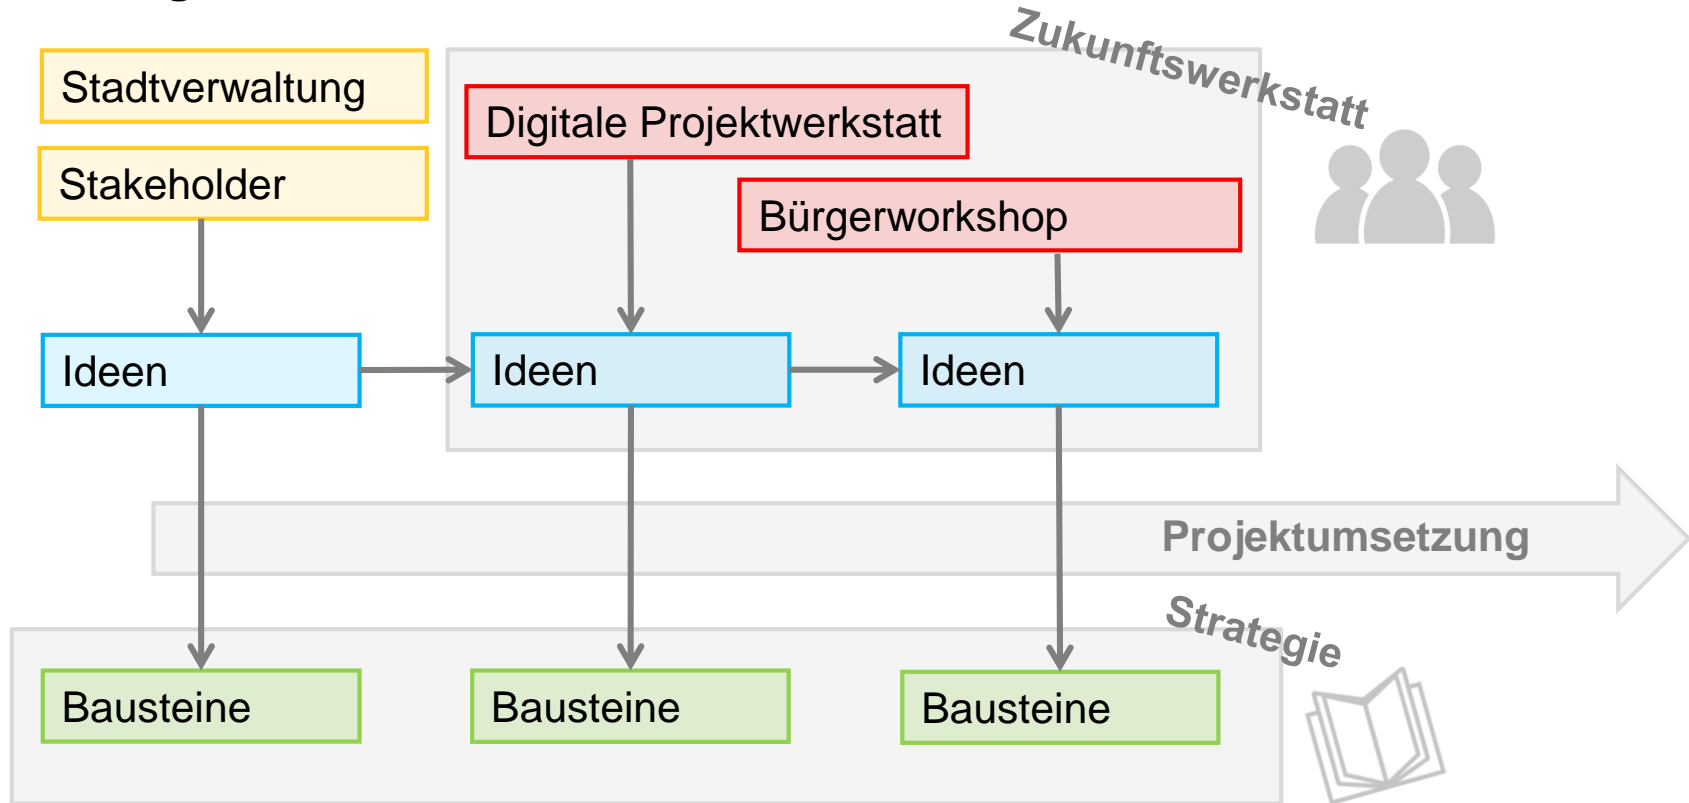 Zukunftswerkstatt
Stadtverwaltung
Digitale Projektwerkstatt
Stakeholder
Bürgerworkshop
Ideen
Ideen
Ideen
Projektumsetzung
Strategie
Bausteine
Bausteine
Bausteine